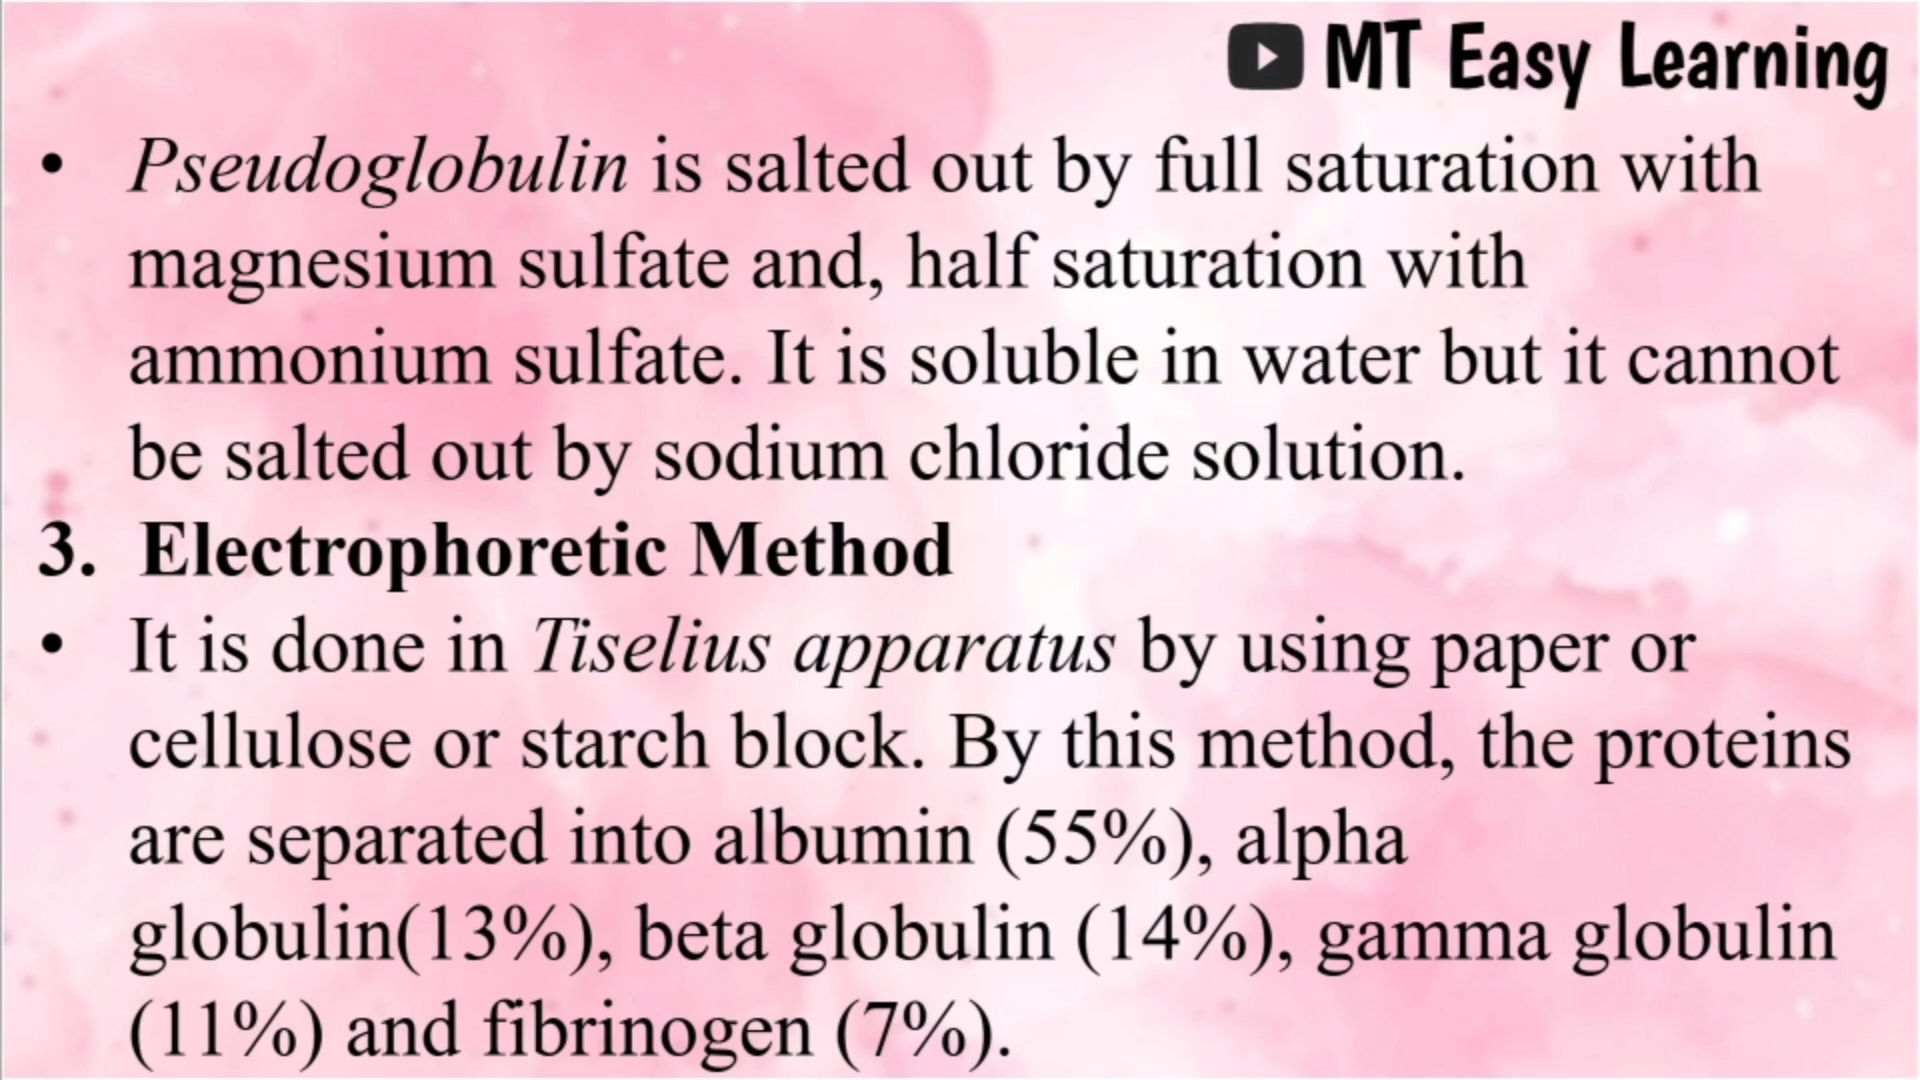 MT Easy Learning
• Pseudoglobulin is salted out by full saturation with
magnesium sulfate and, half saturation with
ammonium sulfate. It is soluble in water but it cannot
be salted out by sodium chloride solution.
3. Electrophoretic Method
• It is done in Tiselius apparatus by using paper or
cellulose or starch block. By this method, the proteins
are separated into albumin (55%), alpha
globulin(13%), beta globulin (14%), gamma globulin
(11%) and fibrinogen (7%).